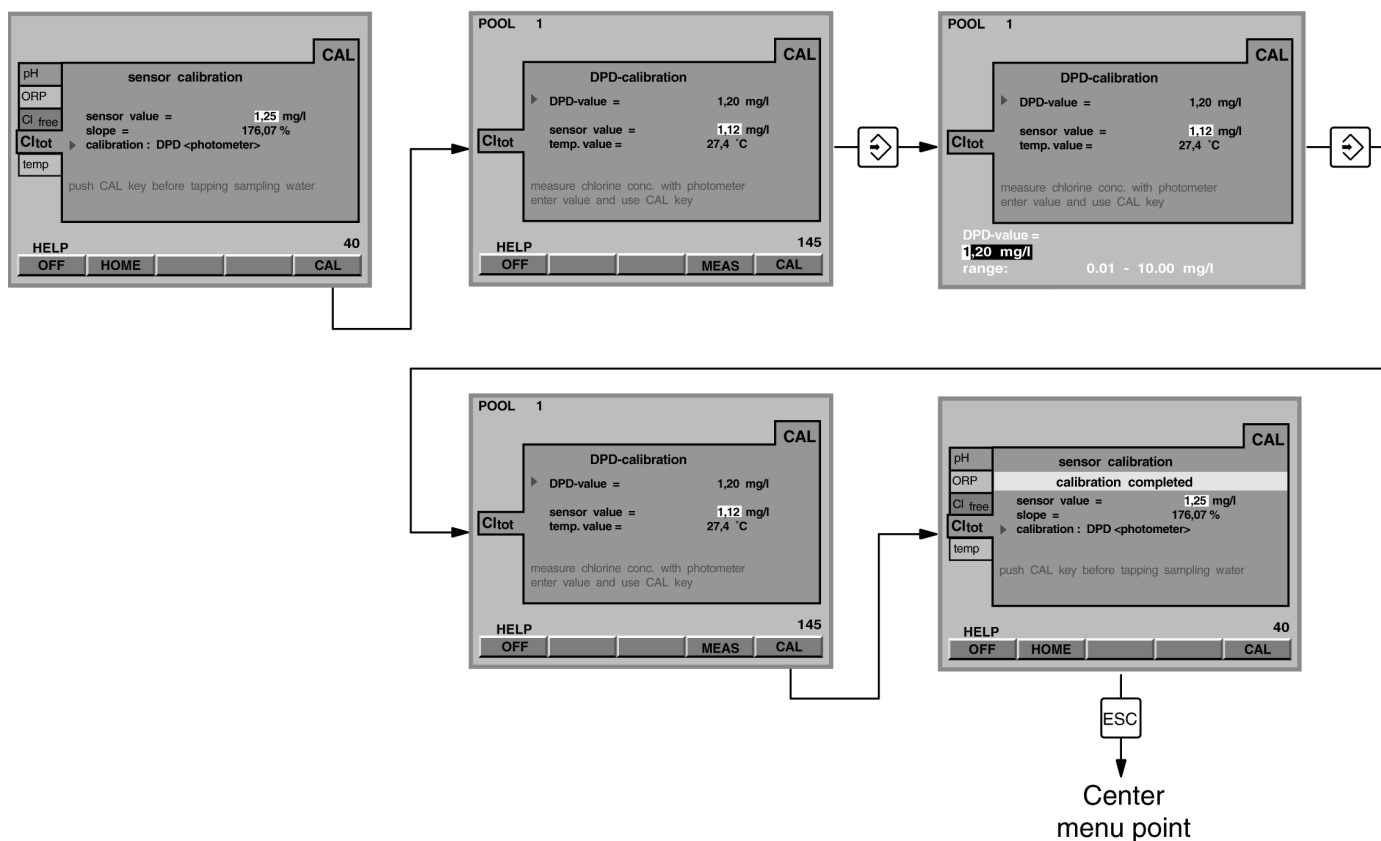 CAL
pH
sensor calibration
ORP
Cl free
sensor value = 1,25 mg/l
slope = 176,07 %
Cltot
calibration : DPD <photometer>
temp
push CAL key before tapping sampling water
40
HELP
OFF HOME CAL
POOL 1
CAL
DPD-calibration
DPD-value = 1,20 mg/l
sensor value = 1,12 mg/l
Cltot
temp. value = 27,4 °C
measure chlorine conc. with photometer
enter value and use CAL key
145
HELP
OFF MEAS CAL
POOL 1
CAL
DPD-calibration
DPD-value = 1,20 mg/l
sensor value = 1,12 mg/l
Cltot
temp. value = 27,4 °C
measure chlorine conc. with photometer
enter value and use CAL key
DPD-value =
1,20 mg/l
range: 0.01 - 10.00 mg/l
POOL 1
CAL
DPD-calibration
DPD-value = 1,20 mg/l
sensor value = 1,12 mg/l
Cltot
temp. value = 27,4 °C
measure chlorine conc. with photometer
enter value and use CAL key
145
HELP
OFF MEAS CAL
CAL
pH
sensor calibration
ORP
calibration completed
Cl free
sensor value = 1,25 mg/l
slope = 176,07 %
Cltot
calibration : DPD <photometer>
temp
push CAL key before tapping sampling water
40
HELP
OFF HOME CAL
ESC
Center
menu point